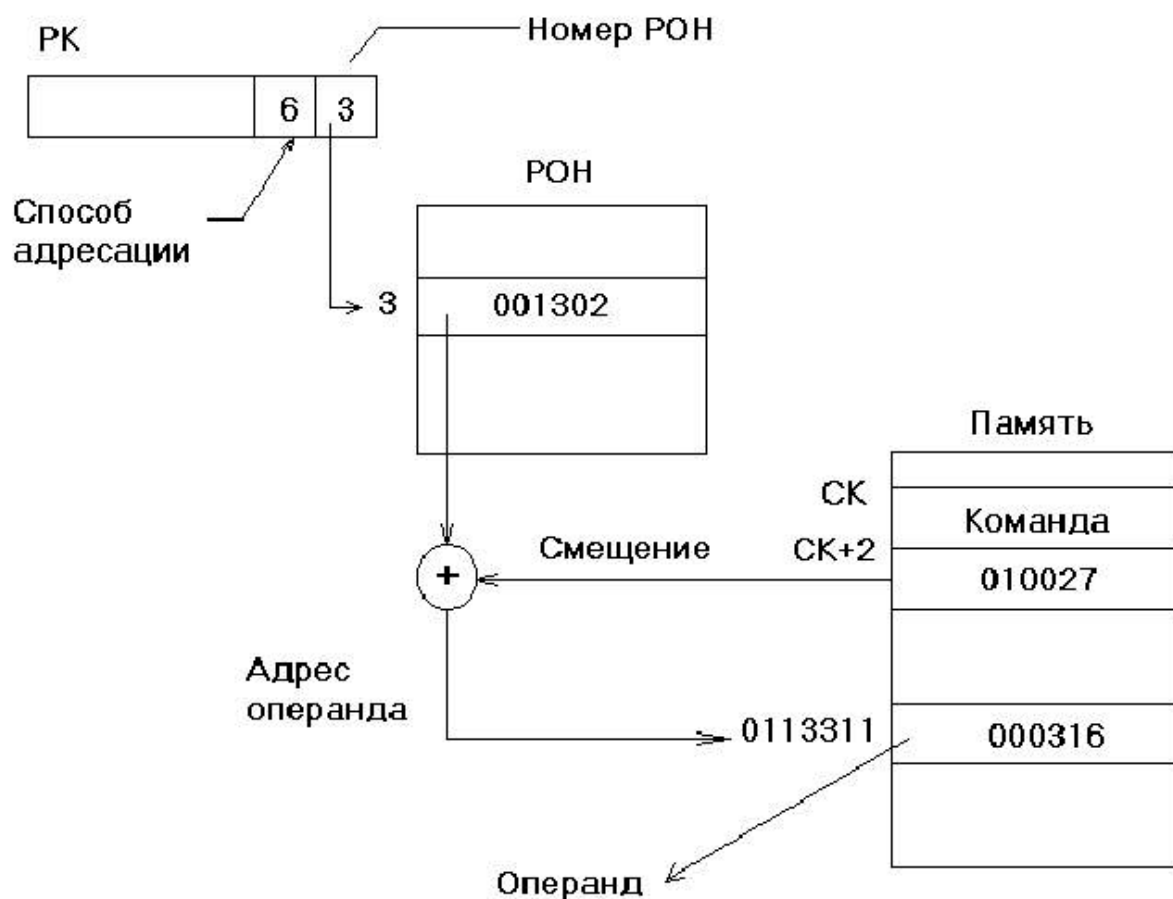 РК
Номер РОН
6 3
Способ
адресации
РОН
3 001302
Память
СК
Команда
Смещение
СК+2
010027
+
Адрес
операнда
0113311
000316
Операнд